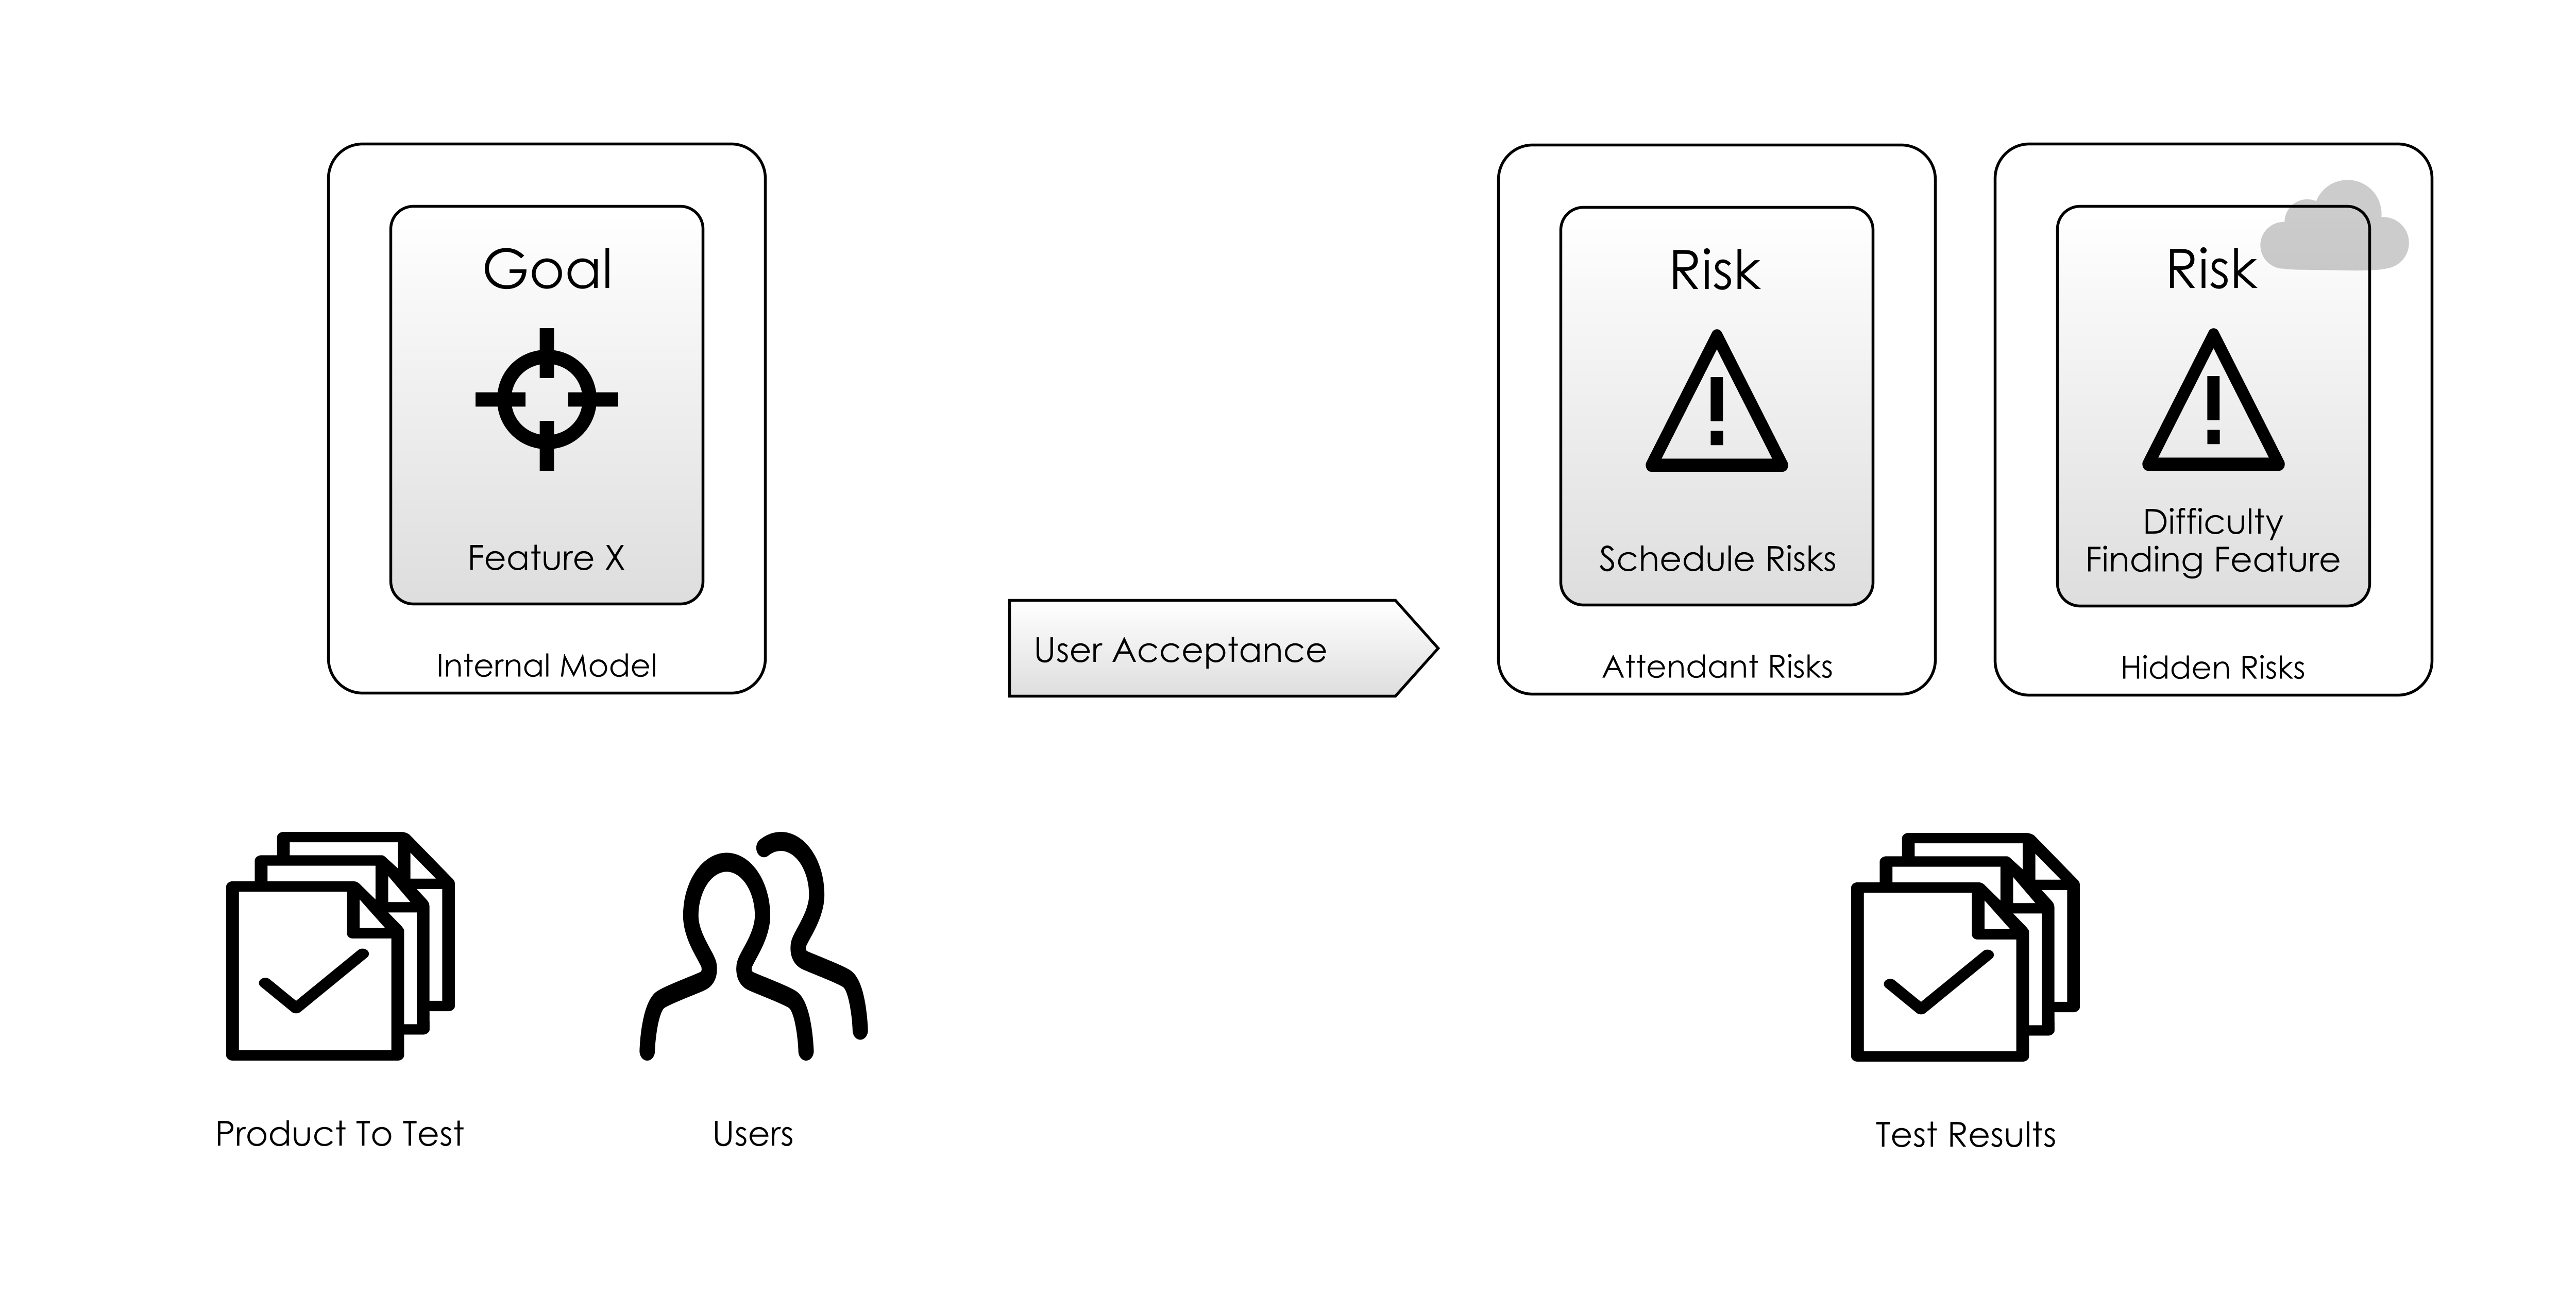 Goal
Feature X
Internal Model
User Acceptance
Risk
Schedule Risks
Attendant Risks
Risk
Difficulty
Finding Feature
Hidden Risks
Product To Test
Users
Test Results